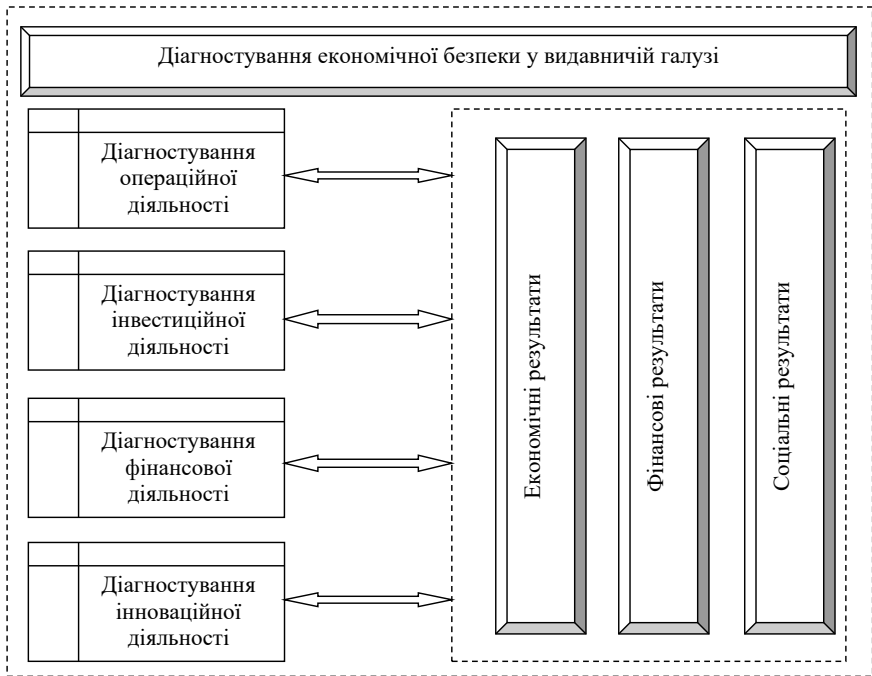 Діагностування економічної безпеки у видавничій галузі
Діагностування
операційної
діяльності
Діагностування
інвестиційної
діяльності
Діагностування
фінансової
діяльності
Діагностування
інноваційної
діяльності
Економічні результати
Фінансові результати
Соціальні результати